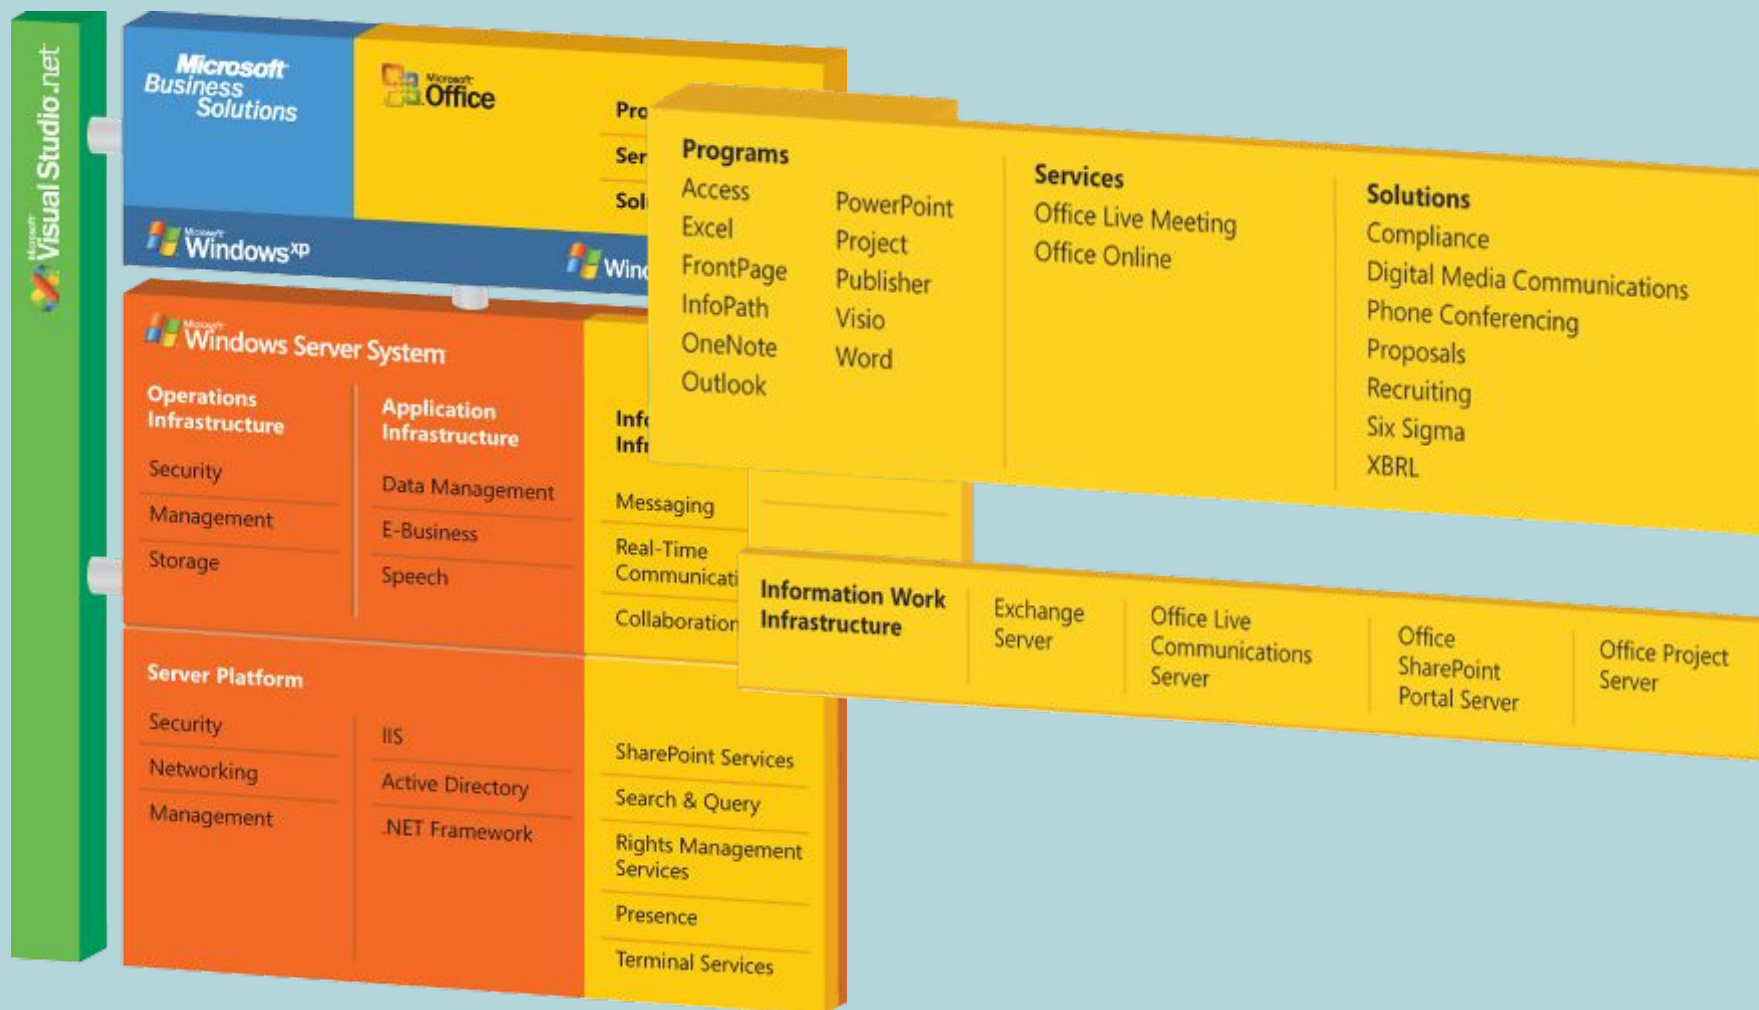 Microsoft
Visual Studio.net
Microsoft
Business
Solutions
Microsoft
Office
Microsoft
Windows xp
Programs
Access
Excel
FrontPage
InfoPath
OneNote
Outlook
PowerPoint
Project
Publisher
Visio
Word
Services
Office Live Meeting
Office Online
Solutions
Compliance
Digital Media Communications
Phone Conferencing
Proposals
Recruiting
Six Sigma
XBRL
Microsoft
Windows Server System
Operations
Infrastructure
Security
Management
Storage
Application
Infrastructure
Data Management
E-Business
Speech
Messaging
Real-Time
Collaboration
Information Work
Infrastructure
Exchange
Server
Office Live
Communications
Server
Office
SharePoint
Portal Server
Office Project
Server
Server Platform
Security
Networking
Management
IIS
Active Directory
.NET Framework
SharePoint Services
Search & Query
Rights Management
Services
Presence
Terminal Services